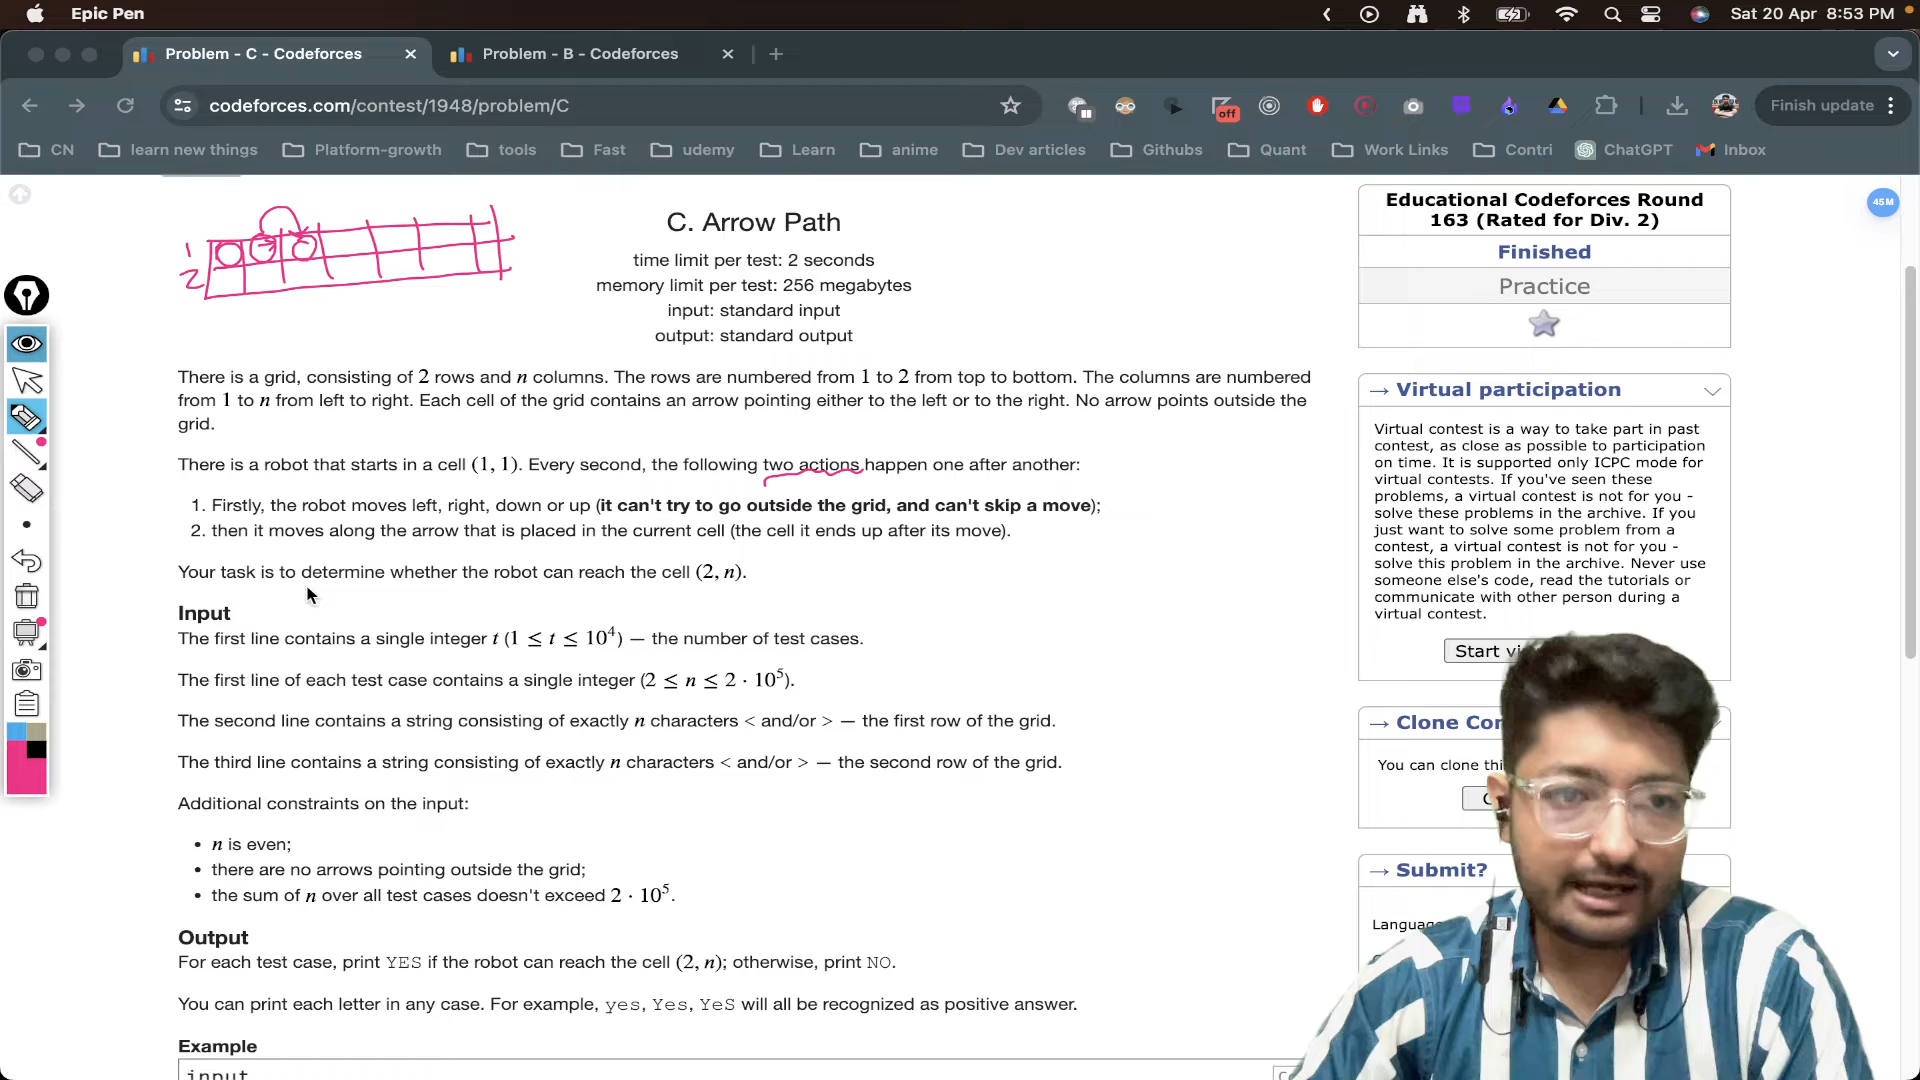 Epic Pen
Sat 20 Apr 8:53 PM
Problem - C - Codeforces
Problem - B - Codeforces
codeforces.com/contest/1948/problem/C
off
Finish update
CN
learn new things
Platform-growth
tools
Fast
udemy
Learn
anime
Dev articles
Githubs
Quant
Work Links
Contri
ChatGPT
Inbox
1
2
C. Arrow Path
time limit per test: 2 seconds
memory limit per test: 256 megabytes
input: standard input
output: standard output
There is a grid, consisting of 2 rows and n columns. The rows are numbered from 1 to 2 from top to bottom. The columns are numbered
from 1 to n from left to right. Each cell of the grid contains an arrow pointing either to the left or to the right. No arrow points outside the
grid.
There is a robot that starts in a cell (1, 1). Every second, the following two actions happen one after another:
1. Firstly, the robot moves left, right, down or up (it can't try to go outside the grid, and can't skip a move);
2. then it moves along the arrow that is placed in the current cell (the cell it ends up after its move).
Your task is to determine whether the robot can reach the cell (2, n).
Input
The first line contains a single integer t (1 ≤ t ≤ 10⁴) — the number of test cases.
The first line of each test case contains a single integer (2 ≤ n ≤ 2 · 10⁵).
The second line contains a string consisting of exactly n characters < and/or > — the first row of the grid.
The third line contains a string consisting of exactly n characters < and/or > — the second row of the grid.
Additional constraints on the input:
• n is even;
• there are no arrows pointing outside the grid;
• the sum of n over all test cases doesn't exceed 2 · 10⁵.
Output
For each test case, print YES if the robot can reach the cell (2, n); otherwise, print NO.
You can print each letter in any case. For example, yes, Yes, YeS will all be recognized as positive answer.
Example
input
Educational Codeforces Round
163 (Rated for Div. 2)
Finished
Practice
45M
→ Virtual participation
Virtual contest is a way to take part in past
contest, as close as possible to participation
on time. It is supported only ICPC mode for
virtual contests. If you've seen these
problems, a virtual contest is not for you -
solve these problems in the archive. If you
just want to solve some problem from a
contest, a virtual contest is not for you -
solve this problem in the archive. Never use
someone else's code, read the tutorials or
communicate with other person during a
virtual contest.
Start vi
→ Clone Con
You can clone thi
→ Submit?
Languag